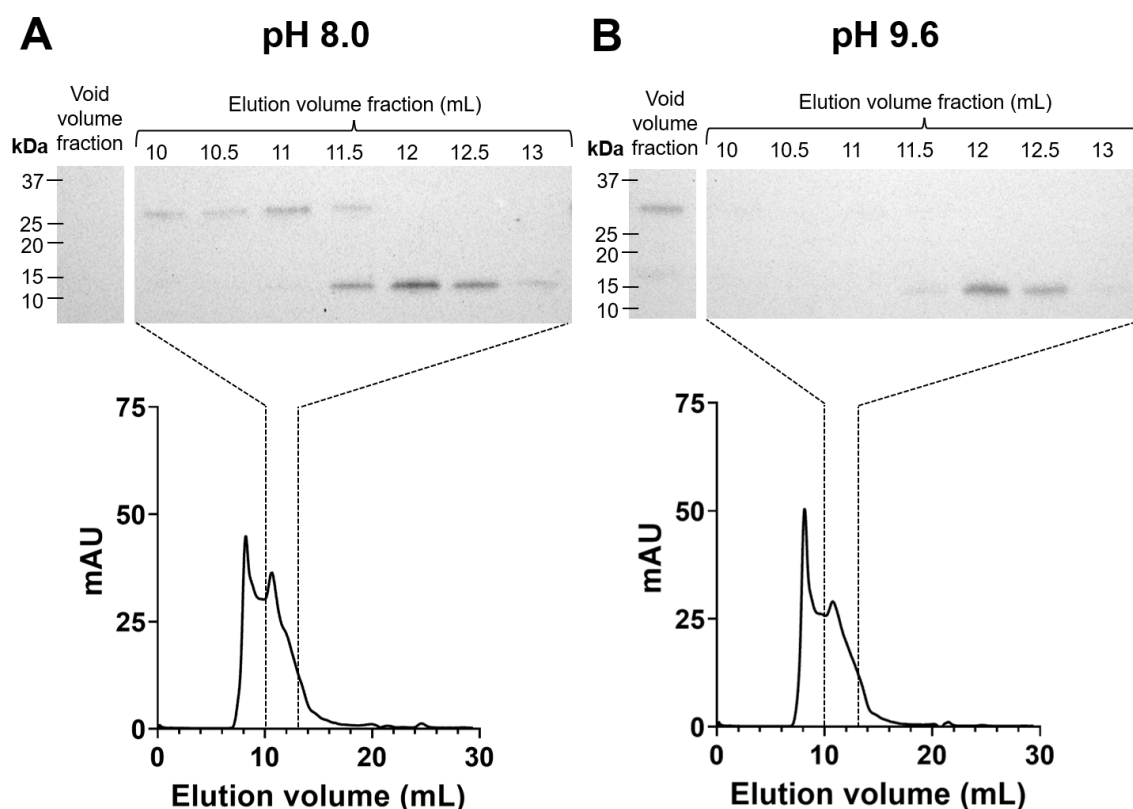 A
pH 8.0
Void
volume
fraction
Elution volume fraction (mL)
kDa
10 10.5 11 11.5 12 12.5 13
37
25
20
15
10
75
50
25
0
mAU
0 10 20 30
Elution volume (mL)
B
pH 9.6
Void
volume
fraction
Elution volume fraction (mL)
kDa
10 10.5 11 11.5 12 12.5 13
37
25
20
15
10
75
50
25
0
mAU
0 10 20 30
Elution volume (mL)